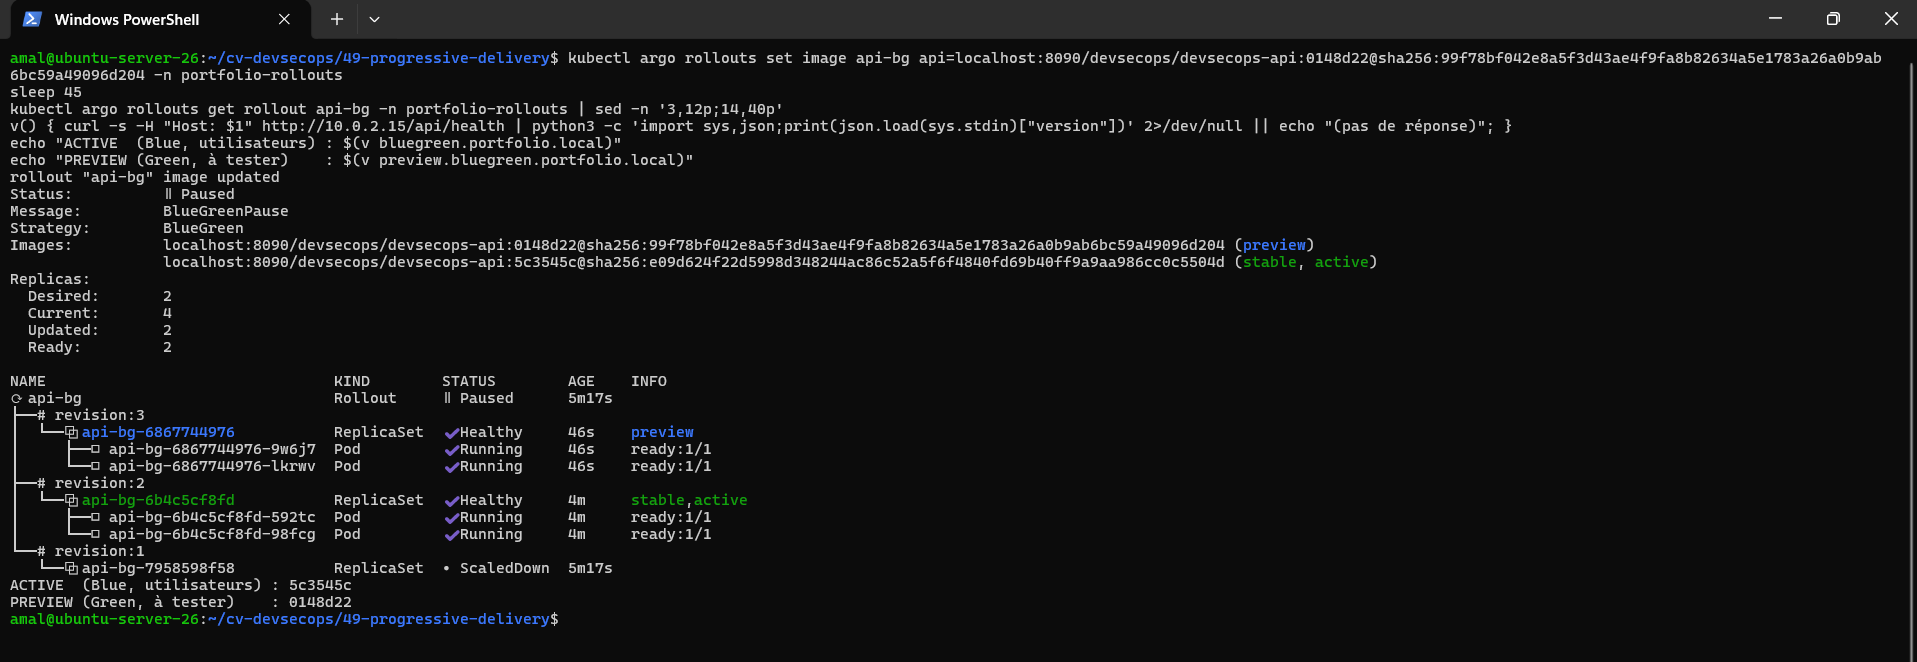 Windows PowerShell
amal@ubuntu-server-26:~/cv-devsecops/49-progressive-delivery$ kubectl argo rollouts set image api-bg api=localhost:8090/devsecops/devsecops-api:0148d22@sha256:99f78bf042e8a5f3d43ae4f9fa8b82634a5e1783a26a0b9ab
6bc59a49096d204 -n portfolio-rollouts
sleep 45
kubectl argo rollouts get rollout api-bg -n portfolio-rollouts | sed -n '3,12p;14,40p'
v() { curl -s -H "Host: $1" http://10.0.2.15/api/health | python3 -c 'import sys,json;print(json.load(sys.stdin)["version"])' 2>/dev/null || echo "(pas de réponse)"; }
echo "ACTIVE  (Blue, utilisateurs) : $(v bluegreen.portfolio.local)"
echo "PREVIEW (Green, à tester)    : $(v preview.bluegreen.portfolio.local)"
rollout "api-bg" image updated
Status:          ॥ Paused
Message:         BlueGreenPause
Strategy:        BlueGreen
Images:          localhost:8090/devsecops/devsecops-api:0148d22@sha256:99f78bf042e8a5f3d43ae4f9fa8b82634a5e1783a26a0b9ab6bc59a49096d204 (preview)
                 localhost:8090/devsecops/devsecops-api:5c3545c@sha256:e09d624f22d5998d348244ac86c52a5f6f4840fd69b40ff9a9aa986cc0c5504d (stable, active)
Replicas:
  Desired:       2
  Current:       4
  Updated:       2
  Ready:         2
NAME                                KIND        STATUS        AGE    INFO
⟳ api-bg                            Rollout     ॥ Paused      5m17s
├──# revision:3
│  └──⧉ api-bg-6867744976           ReplicaSet  ✔ Healthy     46s    preview
│     ├──□ api-bg-6867744976-9w6j7  Pod         ✔ Running     46s    ready:1/1
│     └──□ api-bg-6867744976-lkrwv  Pod         ✔ Running     46s    ready:1/1
├──# revision:2
│  └──⧉ api-bg-6b4c5cf8fd           ReplicaSet  ✔ Healthy     4m     stable,active
│     ├──□ api-bg-6b4c5cf8fd-592tc  Pod         ✔ Running     4m     ready:1/1
│     └──□ api-bg-6b4c5cf8fd-98fcg  Pod         ✔ Running     4m     ready:1/1
└──# revision:1
   └──⧉ api-bg-7958598f58           ReplicaSet  • ScaledDown  5m17s
ACTIVE  (Blue, utilisateurs) : 5c3545c
PREVIEW (Green, à tester)    : 0148d22
amal@ubuntu-server-26:~/cv-devsecops/49-progressive-delivery$